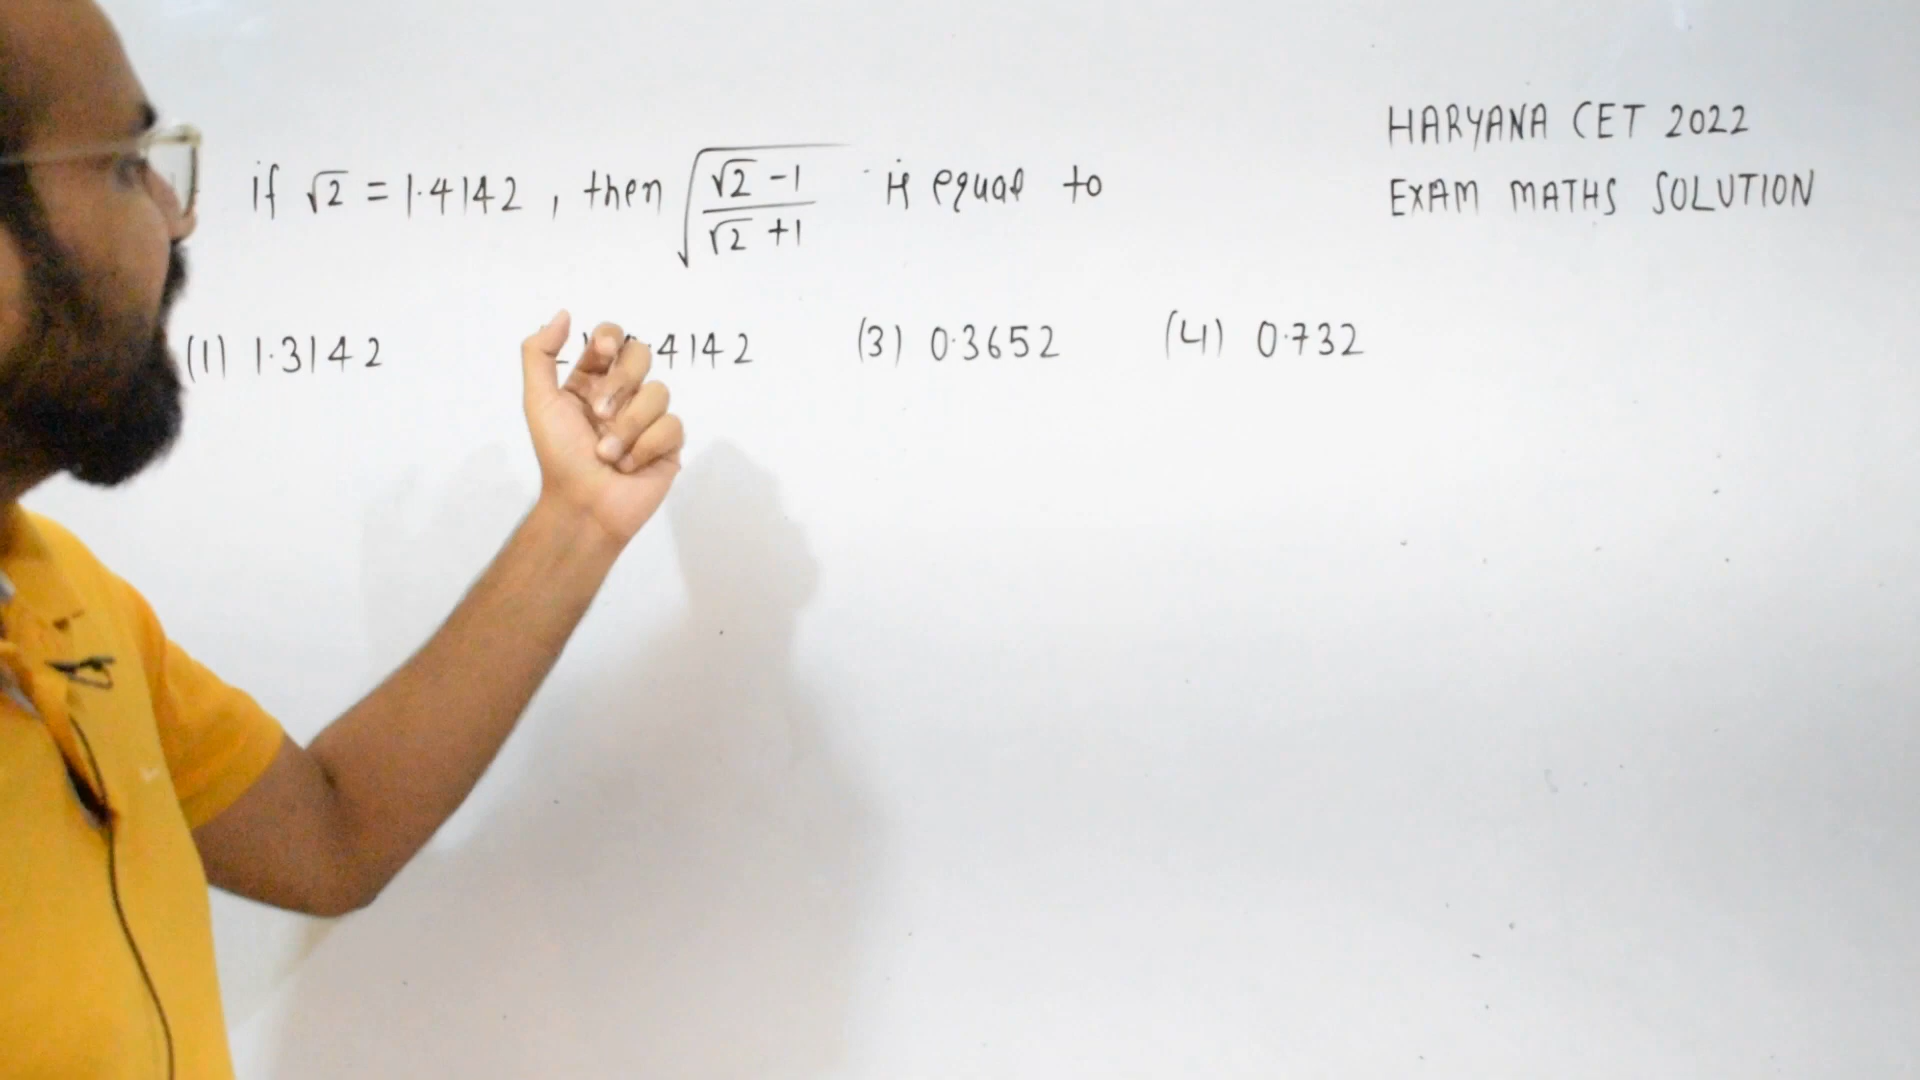 if √2 = 1.4142 , then √((√2 - 1)/(√2 + 1)) is equal to
(1) 1.3142 .4142 (3) 0.3652 (4) 0.732
HARYANA CET 2022
EXAM MATHS SOLUTION